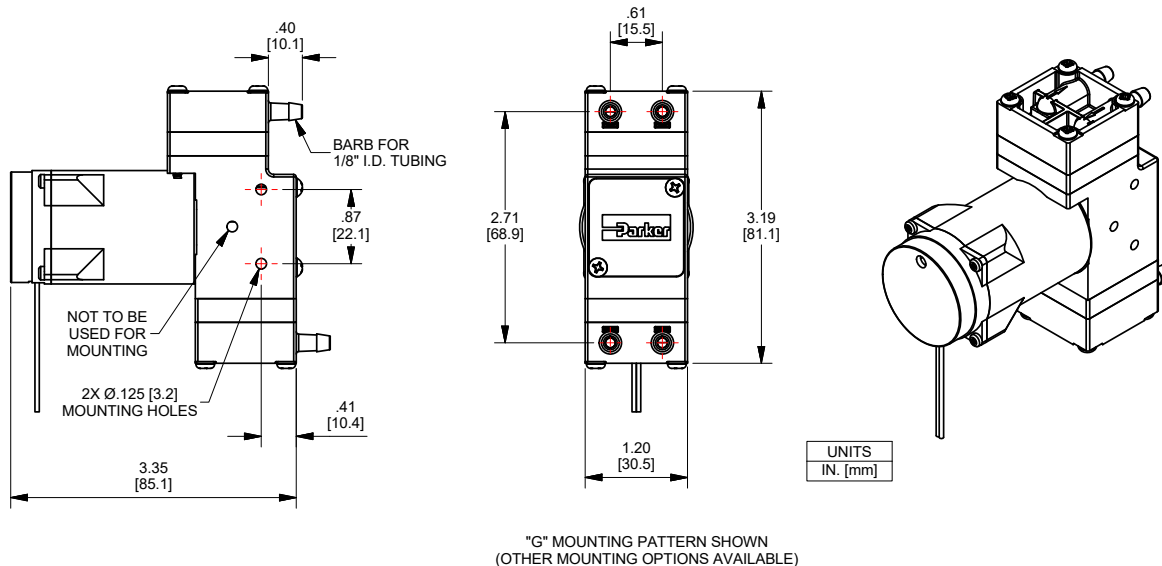 .40
[10.1]
BARB FOR
1/8" I.D. TUBING
.87
[22.1]
NOT TO BE
USED FOR
MOUNTING
2X Ø.125 [3.2]
MOUNTING HOLES
.41
[10.4]
3.35
[85.1]
.61
[15.5]
2.71
[68.9]
Parker
3.19
[81.1]
1.20
[30.5]
UNITS
IN. [mm]
"G" MOUNTING PATTERN SHOWN
(OTHER MOUNTING OPTIONS AVAILABLE)